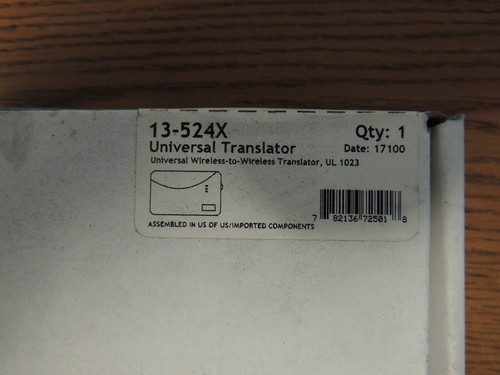 13-524X
Qty: 1
Universal Translator
Date: 17100
Universal Wireless-to-Wireless Translator, UL 1023
7 82136 72501 8
ASSEMBLED IN US OF US/IMPORTED COMPONENTS